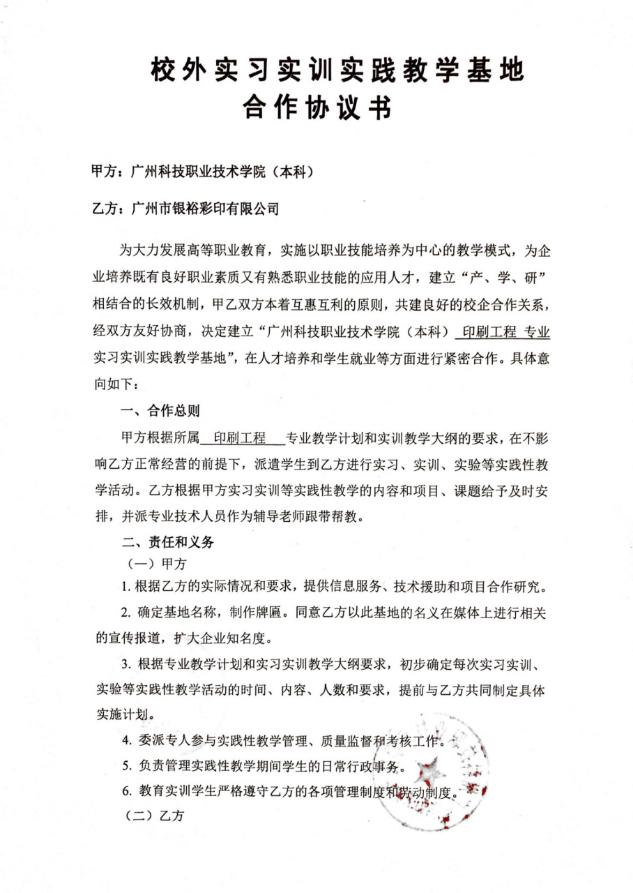 校外实习实训实践教学基地
合作协议书
甲方：广州科技职业技术学院（本科）
乙方：广州市银裕彩印有限公司
为大力发展高等职业教育，实施以职业技能培养为中心的教学模式，为企
业培养既有良好职业素质又有熟悉职业技能的应用人才，建立“产、学、研”
相结合的长效机制，甲乙双方本着互惠互利的原则，共建良好的校企合作关系，
经双方友好协商，决定建立“广州科技职业技术学院（本科） 印刷工程 专业
实习实训实践教学基地”，在人才培养和学生就业等方面进行紧密合作。具体意
向如下：
一、合作总则
甲方根据所属 印刷工程 专业教学计划和实训教学大纲的要求，在不影
响乙方正常经营的前提下，派遣学生到乙方进行实习、实训、实验等实践性教
学活动。乙方根据甲方实习实训等实践性教学的内容和项目、课题给予及时安
排，并派专业技术人员作为辅导老师跟带帮教。
二、责任和义务
（一）甲方
1. 根据乙方的实际情况和要求，提供信息服务、技术援助和项目合作研究。
2. 确定基地名称，制作牌匾。同意乙方以此基地的名义在媒体上进行相关
的宣传报道，扩大企业知名度。
3. 根据专业教学计划和实习实训教学大纲要求，初步确定每次实习实训、
实验等实践性教学活动的时间、内容、人数和要求，提前与乙方共同制定具体
实施计划。
4. 委派专人参与实践性教学管理、质量监督和考核工作。
5. 负责管理实践性教学期间学生的日常行政事务。
6. 教育实训学生严格遵守乙方的各项管理制度和劳动制度。
（二）乙方